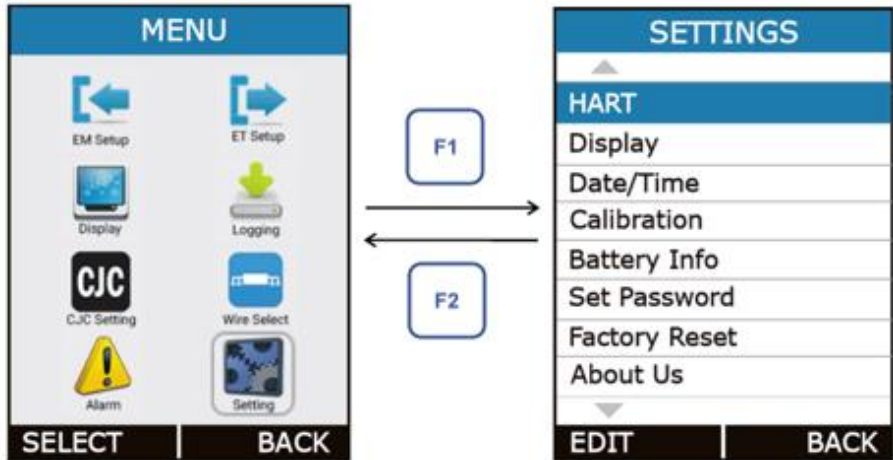 MENU
EM Setup
ET Setup
Display
Logging
CJC
CJC Setting
Wire Select
Alarm
Setting
SELECT BACK
F1
F2
SETTINGS
HART
Display
Date/Time
Calibration
Battery Info
Set Password
Factory Reset
About Us
EDIT BACK